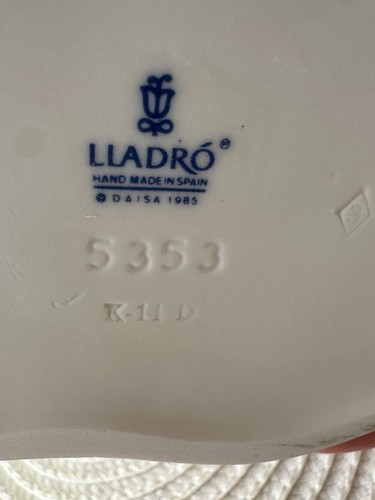 LLADRÓ®
HAND MADE IN SPAIN
© DAISA 1985
5353
K-11 D